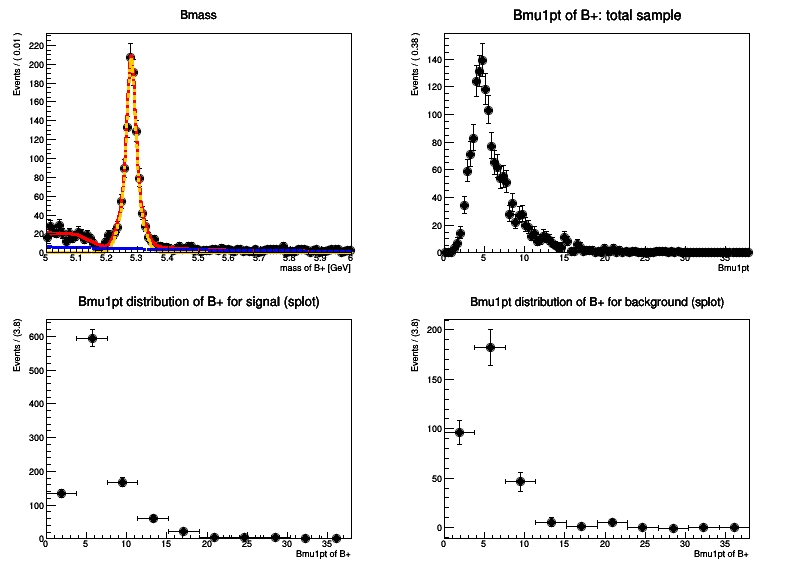 Bmass
Events / ( 0.01)
220
200
180
160
140
120
100
80
60
40
20
0
5 5.1 5.2 5.3 5.4 5.5 5.6 5.7 5.8 5.9 6
mass of B+ [GeV]
Bmu1pt of B+: total sample
Events / ( 0.38)
140
120
100
80
60
40
20
0
0 5 10 15 20 25 30 35
Bmu1pt
Bmu1pt distribution of B+ for signal (splot)
Events / (3.8)
600
500
400
300
200
100
0
0 5 10 15 20 25 30 35
Bmu1pt of B+
Bmu1pt distribution of B+ for background (splot)
Events / (3.8)
200
150
100
50
0
0 5 10 15 20 25 30 35
Bmu1pt of B+